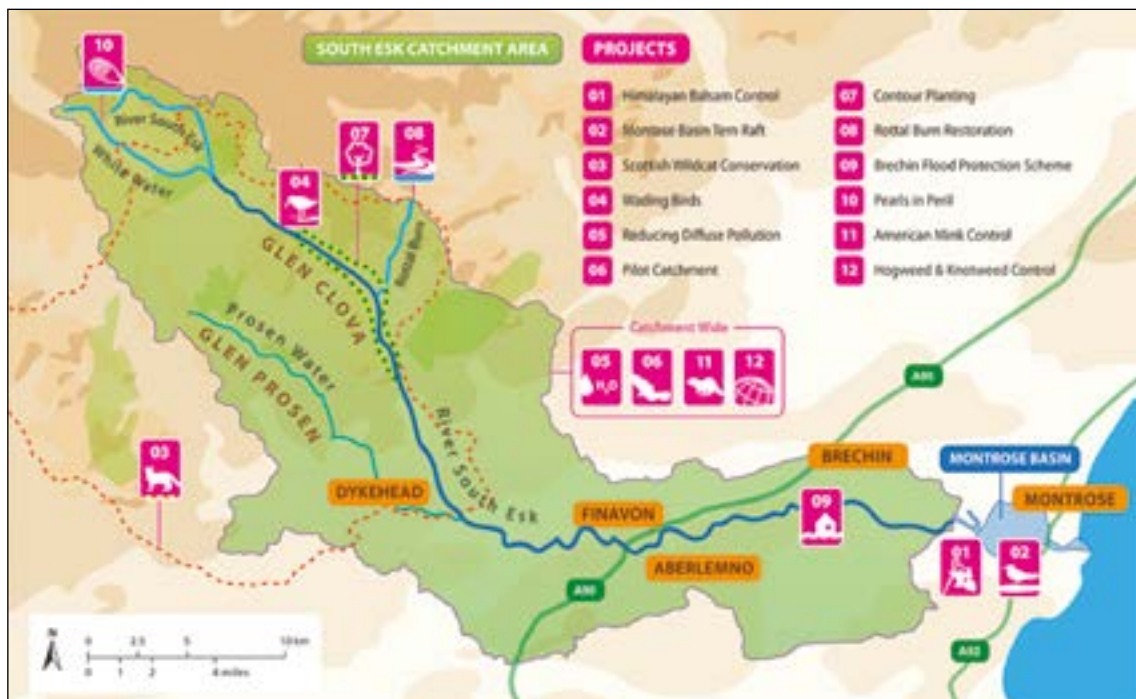 SOUTH ESK CATCHMENT AREA
PROJECTS
01 Himalayan Balsam Control
02 Montose Basin Tern Raft
03 Scottish Wildcat Conservation
04 Wading Birds
05 Reducing Diffuse Pollution
06 Pilot Catchment
07 Contour Planting
08 Rottal Burn Restoration
09 Brechin Flood Protection Scheme
10 Pearls in Peril
11 American Mink Control
12 Hogweed & Knotweed Control
10
River South Esk
White Water
04
07
08
Rottal Burn
GLEN CLOVA
Prosen Water
GLEN PROSEN
Catchment Wide
05
H₂O
06
11
12
03
DYKEHEAD
River South Esk
FINAVON
ABERLEMNO
BRECHIN
09
MONTROSE BASIN
MONTROSE
01
02
A90
A90
A92
N
0 2.5 5 10 km
0 1 2 4 miles